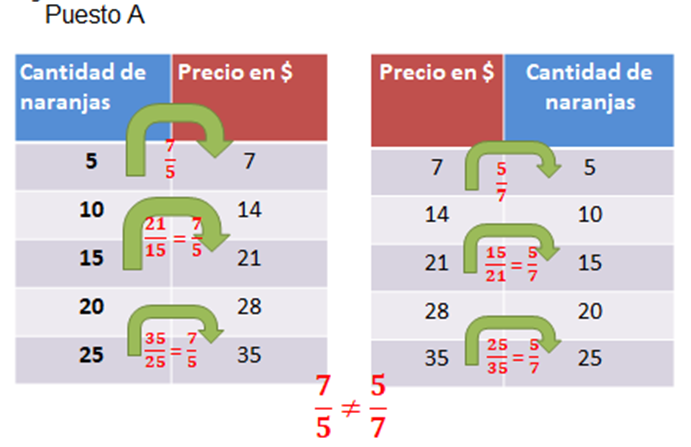 Puesto A
Cantidad de naranjas Precio en $
5 7/5 7
10 14
15 21/15 = 7/5 21
20 28
25 35/25 = 7/5 35
Precio en $ Cantidad de naranjas
7 5/7 5
14 10
21 15/21 = 5/7 15
28 20
35 25/35 = 5/7 25
7/5 ≠ 5/7